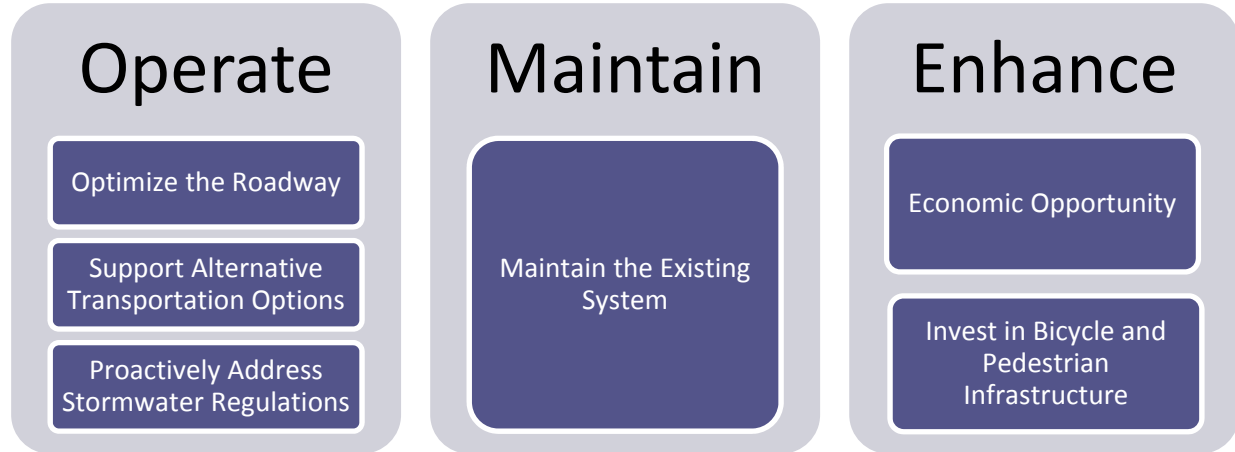 Operate
Optimize the Roadway
Support Alternative
Transportation Options
Proactively Address
Stormwater Regulations
Maintain
Maintain the Existing
System
Enhance
Economic Opportunity
Invest in Bicycle and
Pedestrian
Infrastructure